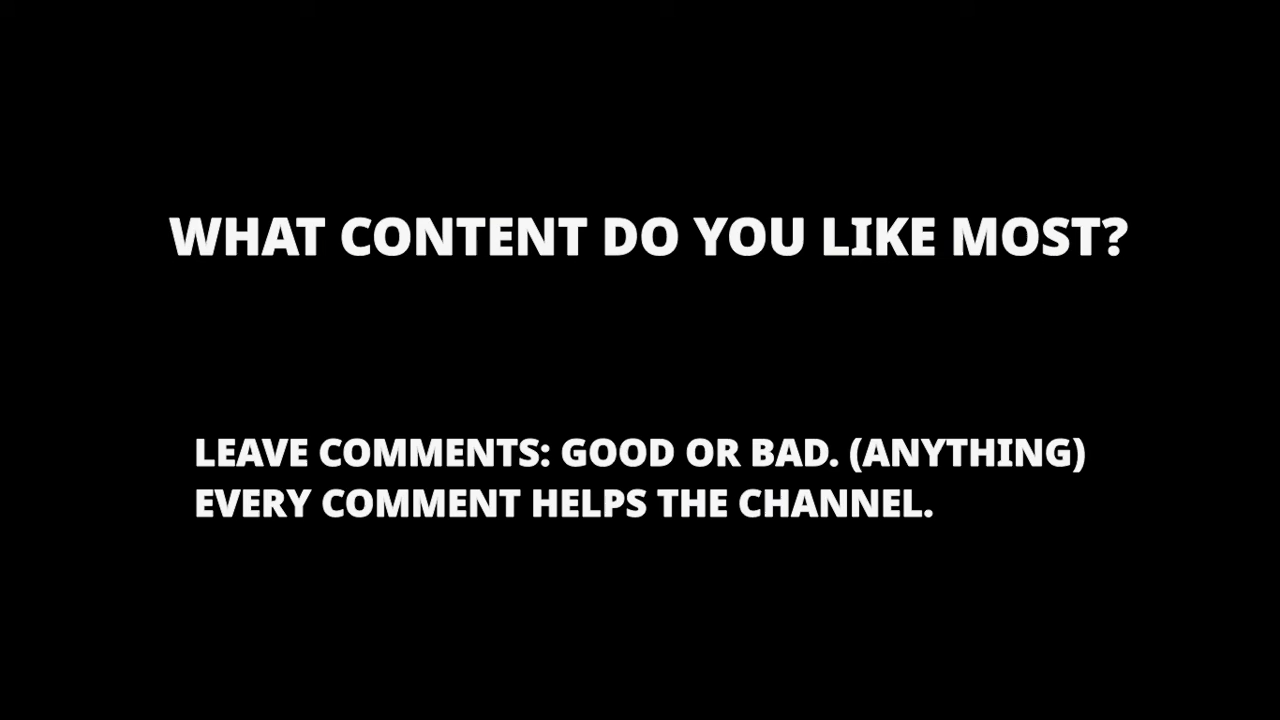 WHAT CONTENT DO YOU LIKE MOST?
LEAVE COMMENTS: GOOD OR BAD. (ANYTHING)
EVERY COMMENT HELPS THE CHANNEL.